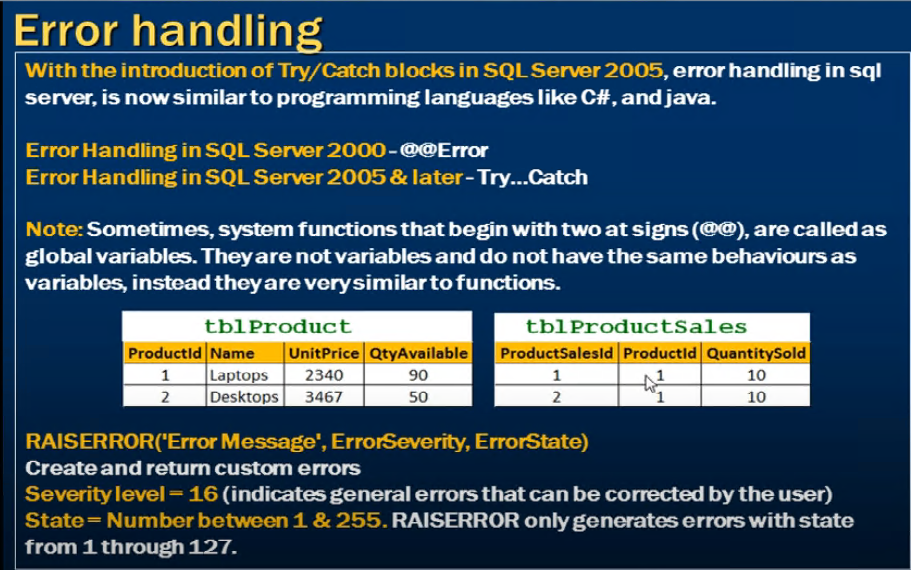 Error handling
With the introduction of Try/Catch blocks in SQL Server 2005, error handling in sql
server, is now similar to programming languages like C#, and java.
Error Handling in SQL Server 2000 - @@Error
Error Handling in SQL Server 2005 & later - Try...Catch
Note: Sometimes, system functions that begin with two at signs (@@), are called as
global variables. They are not variables and do not have the same behaviours as
variables, instead they are very similar to functions.
tblProduct
ProductId Name UnitPrice QtyAvailable
1 Laptops 2340 90
2 Desktops 3467 50
tblProductSales
ProductSalesId ProductId QuantitySold
1 1 10
2 1 10
RAISERROR('Error Message', ErrorSeverity, ErrorState)
Create and return custom errors
Severity level = 16 (indicates general errors that can be corrected by the user)
State = Number between 1 & 255. RAISERROR only generates errors with state
from 1 through 127.